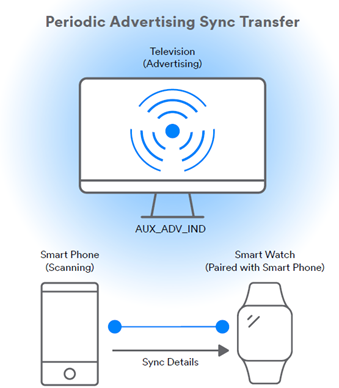 Periodic Advertising Sync Transfer
Television
(Advertising)
AUX_ADV_IND
Smart Phone
(Scanning)
Smart Watch
(Paired with Smart Phone)
Sync Details